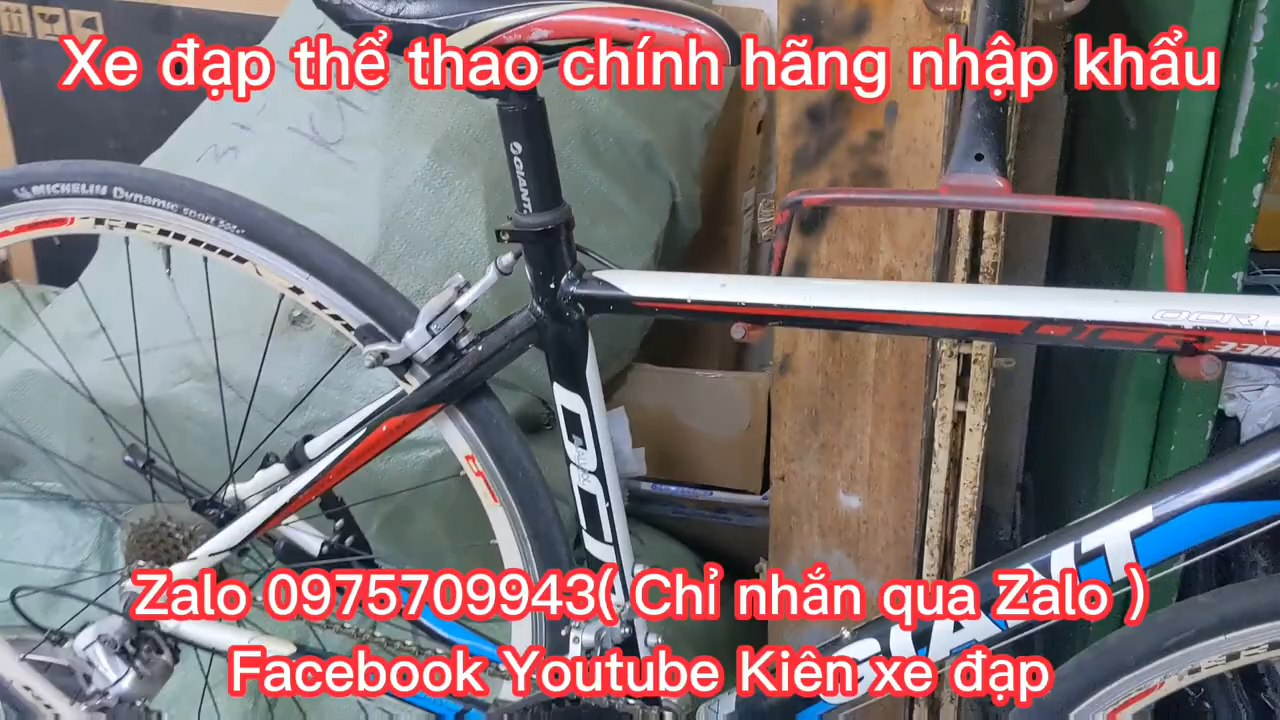 Xe đạp thể thao chính hãng nhập khẩu
GIANT
MICHELIN Dynamic sport
OCR
OCR
OCR
GIANT
Zalo 0975709943( Chỉ nhắn qua Zalo )
Facebook Youtube Kiên xe đạp